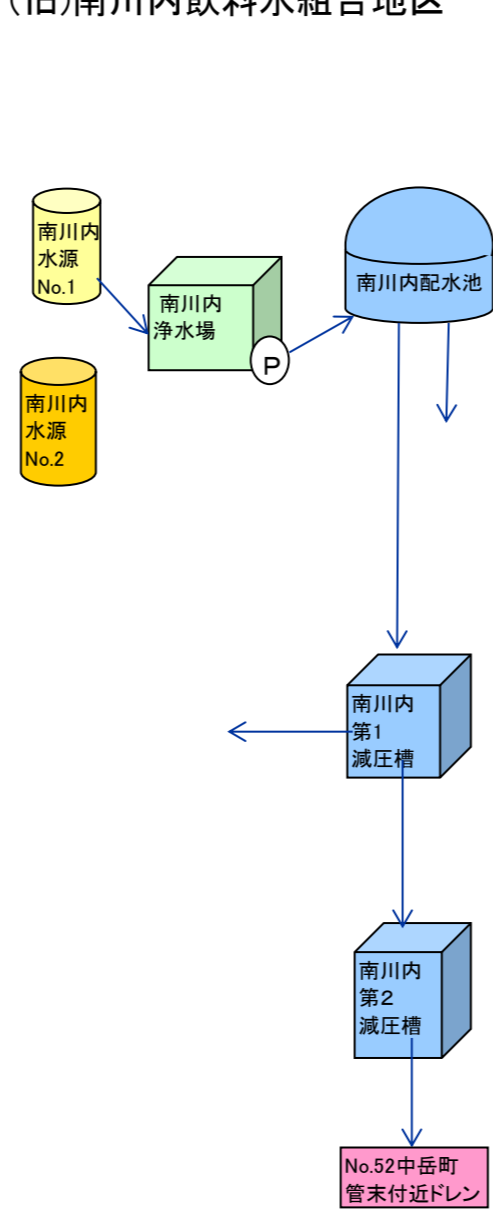 (旧)南川内飲料水組合地区
南川内
水源
No.1
南川内
浄水場
P
南川内配水池
南川内
水源
No.2
南川内
第1
減圧槽
南川内
第2
減圧槽
No.52中岳町
管末付近ドレン